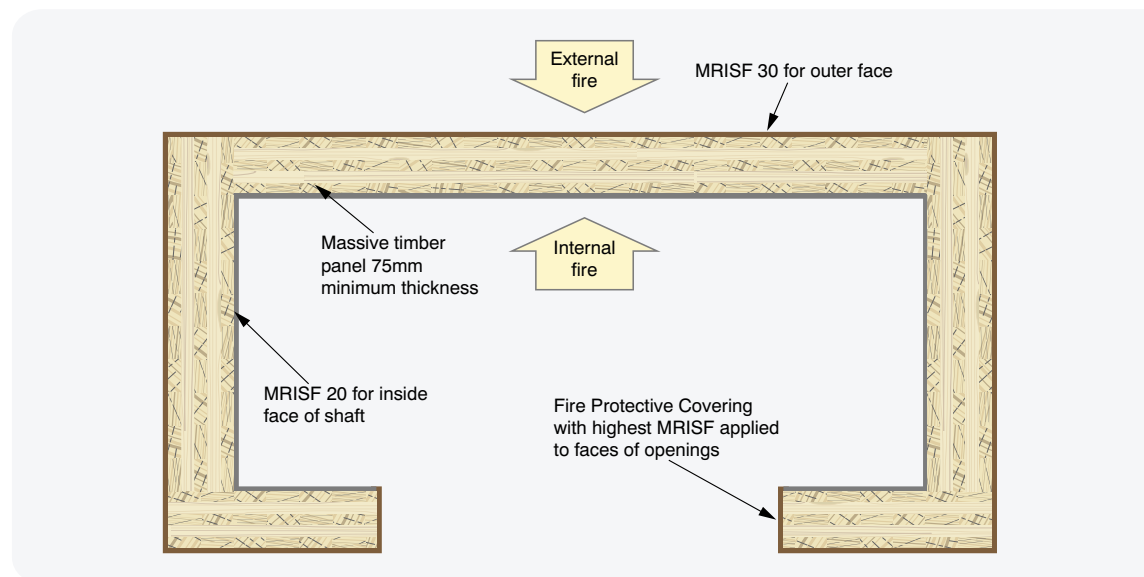 External
fire
MRISF 30 for outer face
Massive timber
panel 75mm
minimum thickness
Internal
fire
MRISF 20 for inside
face of shaft
Fire Protective Covering
with highest MRISF applied
to faces of openings